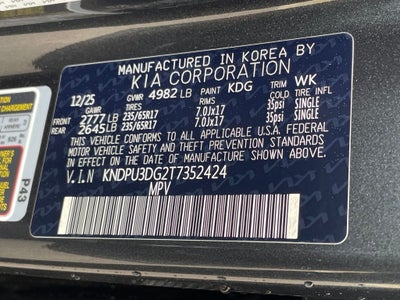 MANUFACTURED IN KOREA BY
KIA CORPORATION
12/25 GVWR 4982 LB PAINT KDG TRIM WK
TIRES RIMS COLD TIRE INFL
FRONT 2777 LB 235/65R17 7.0Jx17 35psi SINGLE
REAR 2645 LB 235/65R17 7.0Jx17 35psi SINGLE
THIS VEHICLE CONFORMS TO ALL APPLICABLE U.S.A. FEDERAL
MOTOR VEHICLE SAFETY AND THEFT PREVENTION
STANDARDS IN EFFECT ON THE DATE OF MANUFACTURE SHOWN ABOVE.
V.I.N KNDPU3DG2T7352424
MPV
P43